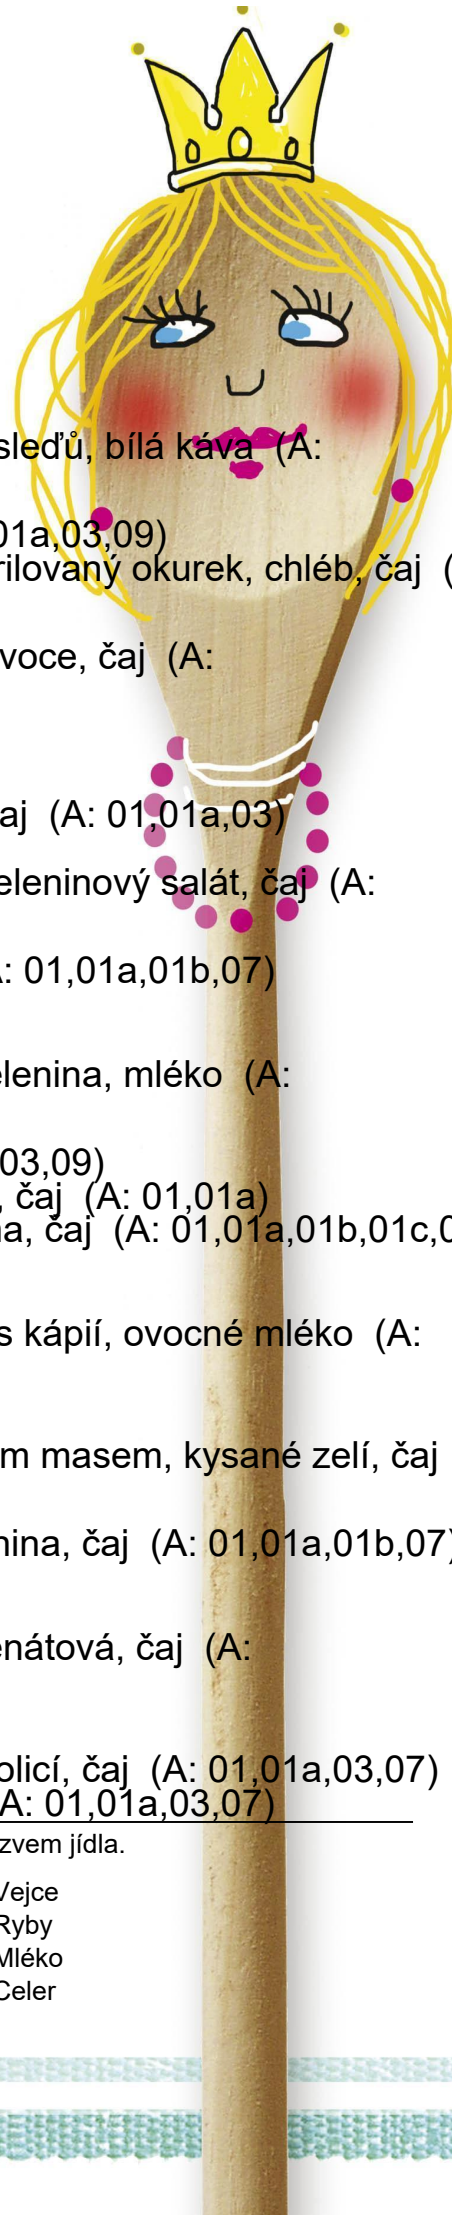 sleďů, bílá káva (A:
01a,03,09)
rilovaný okurek, chléb, čaj (
voce, čaj (A:
aj (A: 01,01a,03)
eleninový salát, čaj (A:
A: 01,01a,01b,07)
elenina, mléko (A:
03,09)
, čaj (A: 01,01a)
na, čaj (A: 01,01a,01b,01c,0
s kápií, ovocné mléko (A:
m masem, kysané zelí, čaj
nina, čaj (A: 01,01a,01b,07)
enátová, čaj (A:
olicí, čaj (A: 01,01a,03,07)
A: 01,01a,03,07)
zvem jídla.
Vejce
Ryby
Mléko
Celer